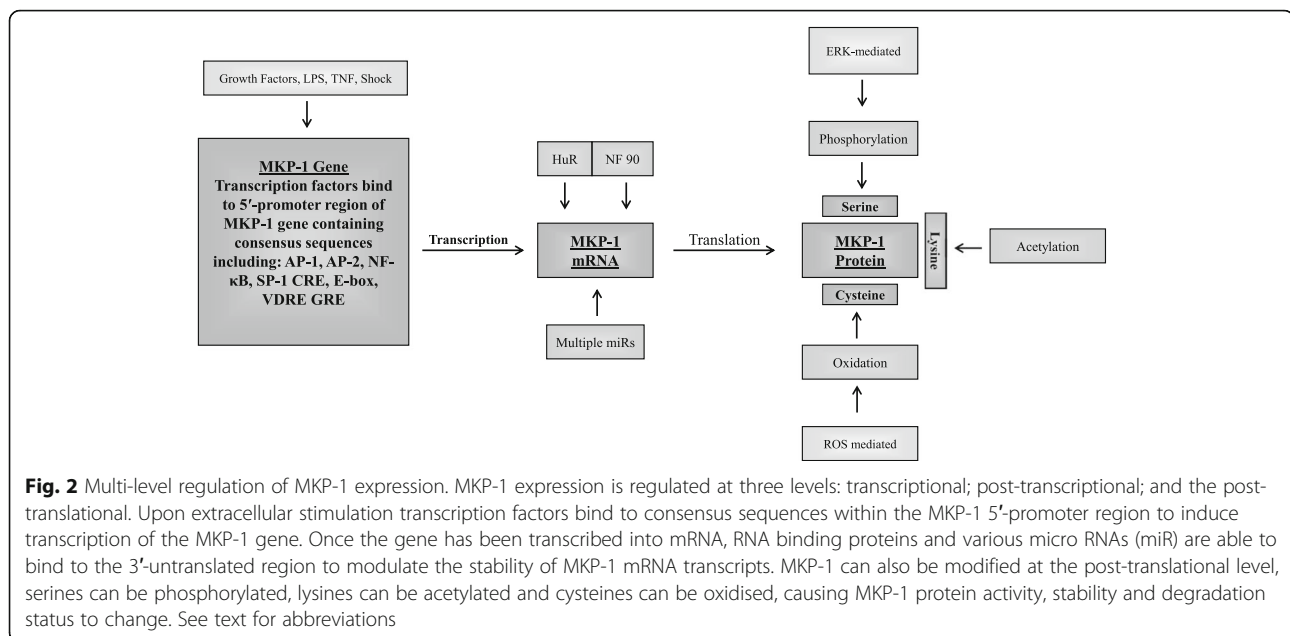 Growth Factors, LPS, TNF, Shock
MKP-1 Gene
Transcription factors bind
to 5′-promoter region of
MKP-1 gene containing
consensus sequences
including: AP-1, AP-2, NF-
κB, SP-1 CRE, E-box,
VDRE GRE
Transcription
HuR
NF 90
MKP-1
mRNA
Multiple miRs
Translation
ERK-mediated
Phosphorylation
Serine
MKP-1
Protein
Lysine
Acetylation
Cysteine
Oxidation
ROS mediated
Fig. 2 Multi-level regulation of MKP-1 expression. MKP-1 expression is regulated at three levels: transcriptional; post-transcriptional; and the post-
translational. Upon extracellular stimulation transcription factors bind to consensus sequences within the MKP-1 5′-promoter region to induce
transcription of the MKP-1 gene. Once the gene has been transcribed into mRNA, RNA binding proteins and various micro RNAs (miR) are able to
bind to the 3′-untranslated region to modulate the stability of MKP-1 mRNA transcripts. MKP-1 can also be modified at the post-translational level,
serines can be phosphorylated, lysines can be acetylated and cysteines can be oxidised, causing MKP-1 protein activity, stability and degradation
status to change. See text for abbreviations